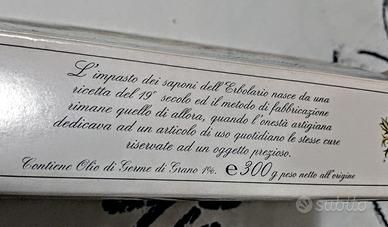 L'impasto dei saponi dell'Erbolario nasce da una
ricetta del 19° secolo ed il metodo di fabbricazione
rimane quello di allora, quando l'onestà artigiana
dedicava ad un articolo di uso quotidiano le stesse cure
riservate ad un oggetto prezioso.
Contiene Olio di Germe di Grano 1%. ℮ 300 g peso netto all'origine
subito